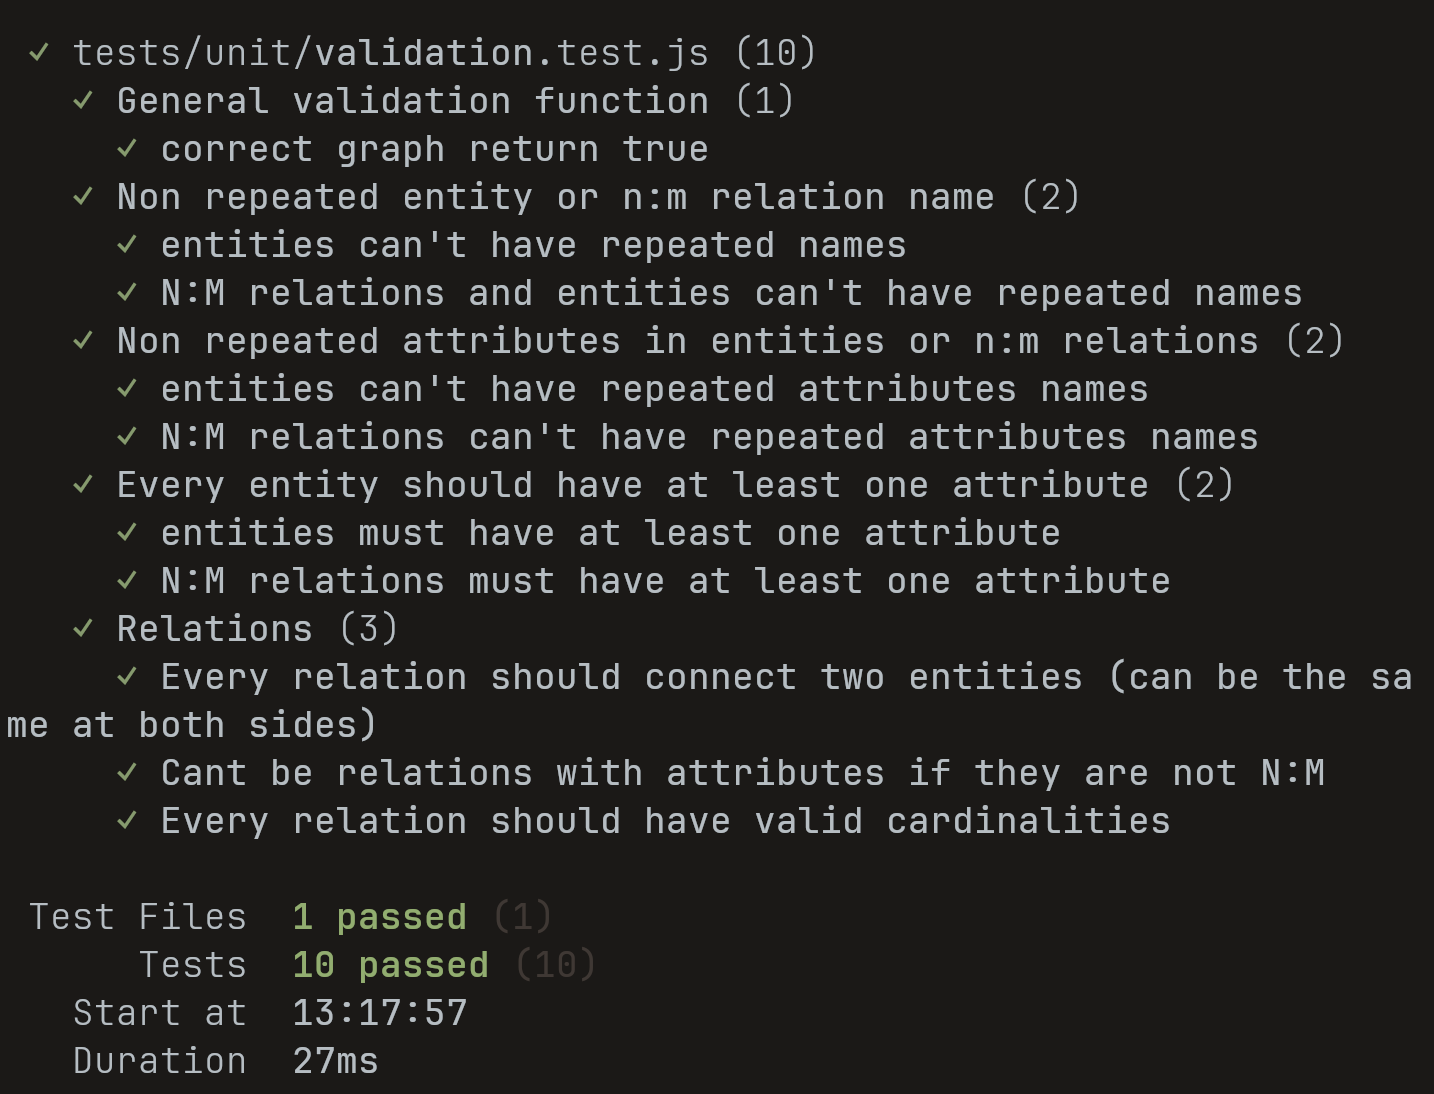 ✓ tests/unit/validation.test.js (10)
✓ General validation function (1)
✓ correct graph return true
✓ Non repeated entity or n:m relation name (2)
✓ entities can't have repeated names
✓ N:M relations and entities can't have repeated names
✓ Non repeated attributes in entities or n:m relations (2)
✓ entities can't have repeated attributes names
✓ N:M relations can't have repeated attributes names
✓ Every entity should have at least one attribute (2)
✓ entities must have at least one attribute
✓ N:M relations must have at least one attribute
✓ Relations (3)
✓ Every relation should connect two entities (can be the sa
me at both sides)
✓ Cant be relations with attributes if they are not N:M
✓ Every relation should have valid cardinalities
Test Files 1 passed (1)
Tests 10 passed (10)
Start at 13:17:57
Duration 27ms